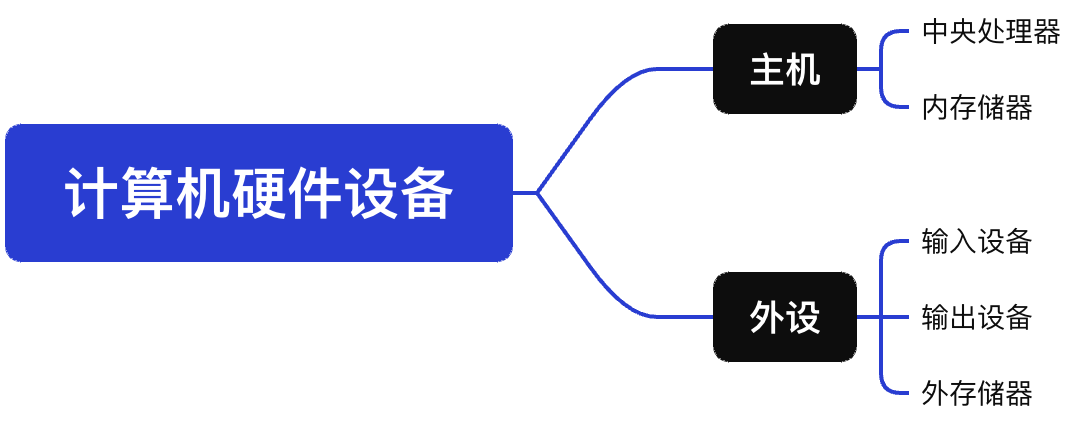 计算机硬件设备
主机
中央处理器
内存储器
外设
输入设备
输出设备
外存储器